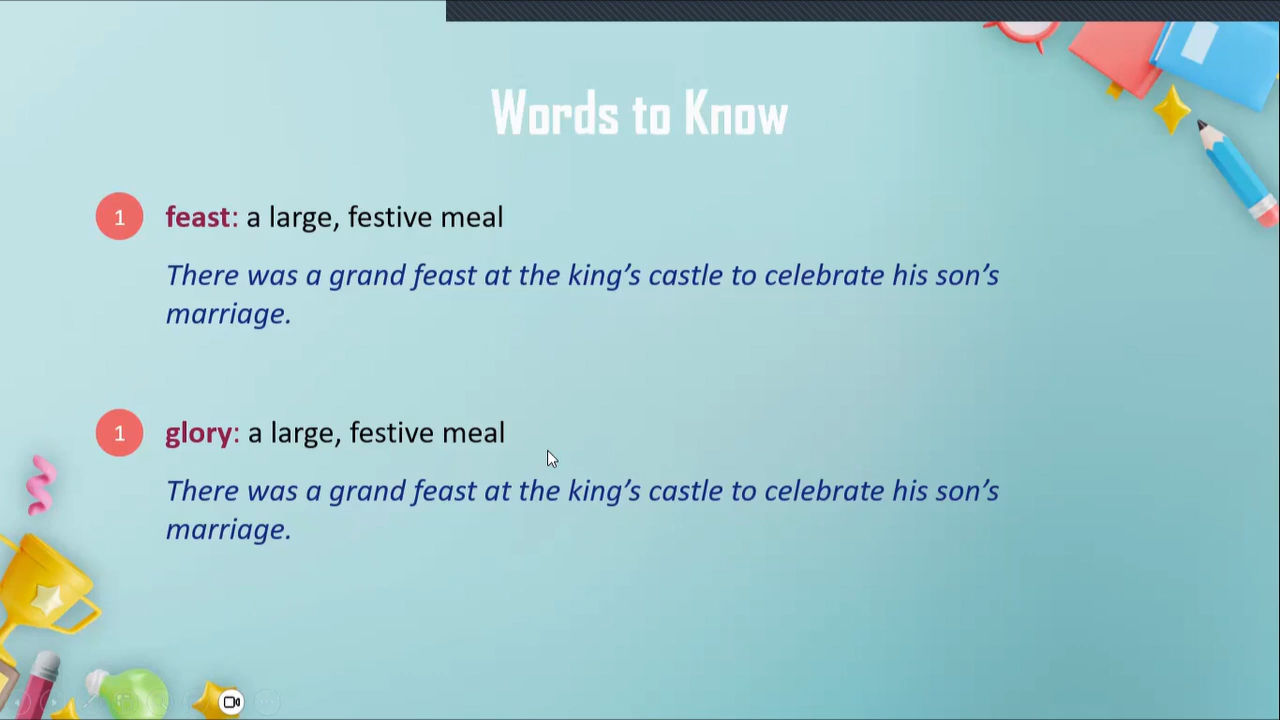 Words to Know
1 feast: a large, festive meal
There was a grand feast at the king’s castle to celebrate his son’s
marriage.
1 glory: a large, festive meal
There was a grand feast at the king’s castle to celebrate his son’s
marriage.